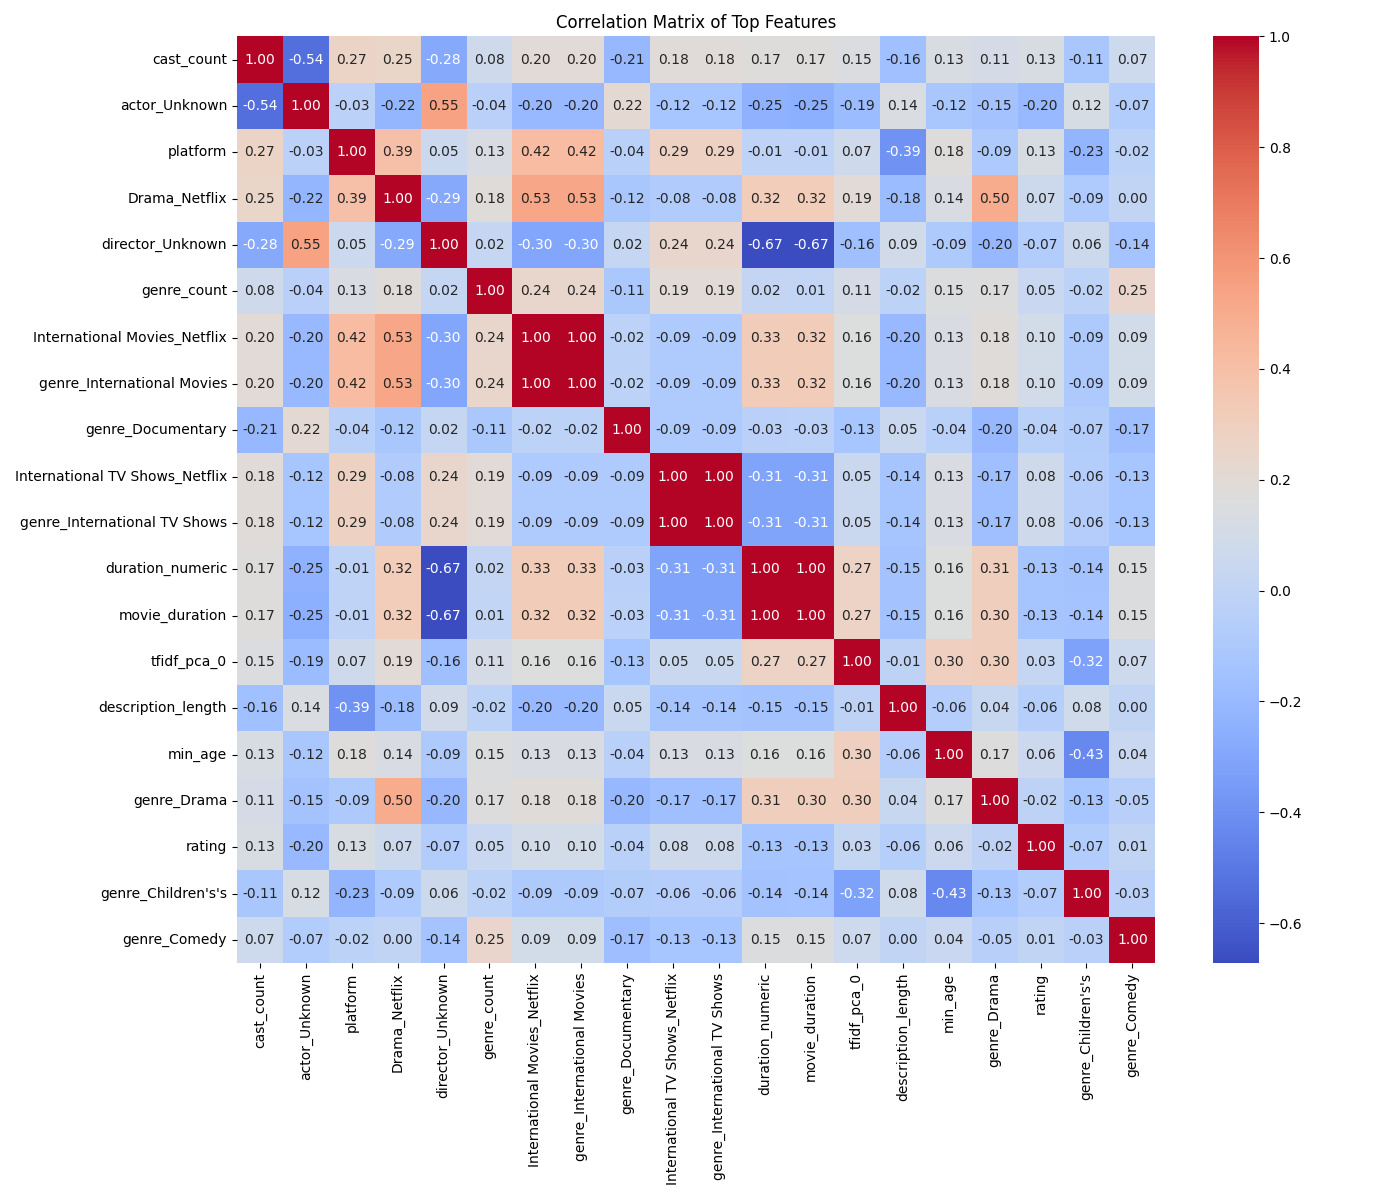 Correlation Matrix of Top Features
cast_count 1.00 -0.54 0.27 0.25 -0.28 0.08 0.20 0.20 -0.21 0.18 0.18 0.17 0.17 0.15 -0.16 0.13 0.11 0.13 -0.11 0.07
actor_Unknown -0.54 1.00 -0.03 -0.22 0.55 -0.04 -0.20 -0.20 0.22 -0.12 -0.12 -0.25 -0.25 -0.19 0.14 -0.12 -0.15 -0.20 0.12 -0.07
platform 0.27 -0.03 1.00 0.39 0.05 0.13 0.42 0.42 -0.04 0.29 0.29 -0.01 -0.01 0.07 -0.39 0.18 -0.09 0.13 -0.23 -0.02
Drama_Netflix 0.25 -0.22 0.39 1.00 -0.29 0.18 0.53 0.53 -0.12 -0.08 -0.08 0.32 0.32 0.19 -0.18 0.14 0.50 0.07 -0.09 0.00
director_Unknown -0.28 0.55 0.05 -0.29 1.00 0.02 -0.30 -0.30 0.02 0.24 0.24 -0.67 -0.67 -0.16 0.09 -0.09 -0.20 -0.07 0.06 -0.14
genre_count 0.08 -0.04 0.13 0.18 0.02 1.00 0.24 0.24 -0.11 0.19 0.19 0.02 0.01 0.11 -0.02 0.15 0.17 0.05 -0.02 0.25
International Movies_Netflix 0.20 -0.20 0.42 0.53 -0.30 0.24 1.00 1.00 -0.02 -0.09 -0.09 0.33 0.32 0.16 -0.20 0.13 0.18 0.10 -0.09 0.09
genre_International Movies 0.20 -0.20 0.42 0.53 -0.30 0.24 1.00 1.00 -0.02 -0.09 -0.09 0.33 0.32 0.16 -0.20 0.13 0.18 0.10 -0.09 0.09
genre_Documentary -0.21 0.22 -0.04 -0.12 0.02 -0.11 -0.02 -0.02 1.00 -0.09 -0.09 -0.03 -0.03 -0.13 0.05 -0.04 -0.20 -0.04 -0.07 -0.17
International TV Shows_Netflix 0.18 -0.12 0.29 -0.08 0.24 0.19 -0.09 -0.09 -0.09 1.00 1.00 -0.31 -0.31 0.05 -0.14 0.13 -0.17 0.08 -0.06 -0.13
genre_International TV Shows 0.18 -0.12 0.29 -0.08 0.24 0.19 -0.09 -0.09 -0.09 1.00 1.00 -0.31 -0.31 0.05 -0.14 0.13 -0.17 0.08 -0.06 -0.13
duration_numeric 0.17 -0.25 -0.01 0.32 -0.67 0.02 0.33 0.33 -0.03 -0.31 -0.31 1.00 1.00 0.27 -0.15 0.16 0.31 -0.13 -0.14 0.15
movie_duration 0.17 -0.25 -0.01 0.32 -0.67 0.01 0.32 0.32 -0.03 -0.31 -0.31 1.00 1.00 0.27 -0.15 0.16 0.30 -0.13 -0.14 0.15
tfidf_pca_0 0.15 -0.19 0.07 0.19 -0.16 0.11 0.16 0.16 -0.13 0.05 0.05 0.27 0.27 1.00 -0.01 0.30 0.30 0.03 -0.32 0.07
description_length -0.16 0.14 -0.39 -0.18 0.09 -0.02 -0.20 -0.20 0.05 -0.14 -0.14 -0.15 -0.15 -0.01 1.00 -0.06 0.04 -0.06 0.08 0.00
min_age 0.13 -0.12 0.18 0.14 -0.09 0.15 0.13 0.13 -0.04 0.13 0.13 0.16 0.16 0.30 -0.06 1.00 0.17 0.06 -0.43 0.04
genre_Drama 0.11 -0.15 -0.09 0.50 -0.20 0.17 0.18 0.18 -0.20 -0.17 -0.17 0.31 0.30 0.30 0.04 0.17 1.00 -0.02 -0.13 -0.05
rating 0.13 -0.20 0.13 0.07 -0.07 0.05 0.10 0.10 -0.04 0.08 0.08 -0.13 -0.13 0.03 -0.06 0.06 -0.02 1.00 -0.07 0.01
genre_Children's's -0.11 0.12 -0.23 -0.09 0.06 -0.02 -0.09 -0.09 -0.07 -0.06 -0.06 -0.14 -0.14 -0.32 0.08 -0.43 -0.13 -0.07 1.00 -0.03
genre_Comedy 0.07 -0.07 -0.02 0.00 -0.14 0.25 0.09 0.09 -0.17 -0.13 -0.13 0.15 0.15 0.07 0.00 0.04 -0.05 0.01 -0.03 1.00
cast_count
actor_Unknown
platform
Drama_Netflix
director_Unknown
genre_count
International Movies_Netflix
genre_International Movies
genre_Documentary
International TV Shows_Netflix
genre_International TV Shows
duration_numeric
movie_duration
tfidf_pca_0
description_length
min_age
genre_Drama
rating
genre_Children's's
genre_Comedy
1.0
0.8
0.6
0.4
0.2
0.0
−0.2
−0.4
−0.6